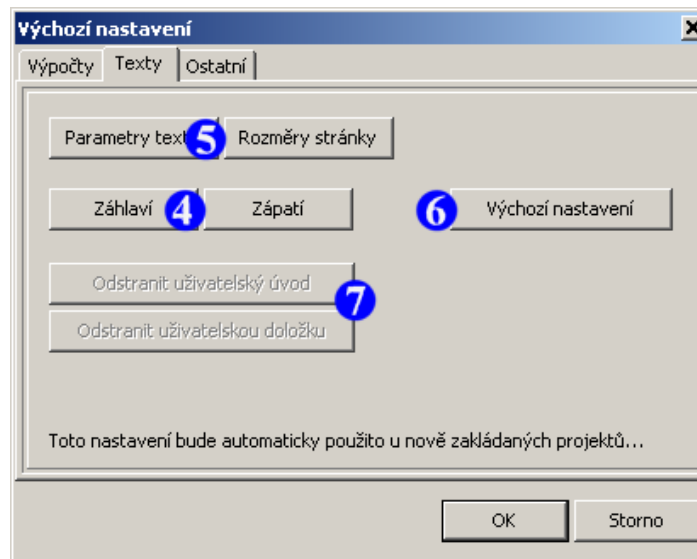 Výchozí nastavení
Výpočty Texty Ostatní
Parametry text 5 Rozměry stránky
Záhlaví 4 Zápatí 6 Výchozí nastavení
Odstranit uživatelský úvod
7
Odstranit uživatelskou doložku
Toto nastavení bude automaticky použito u nově zakládaných projektů...
OK Storno